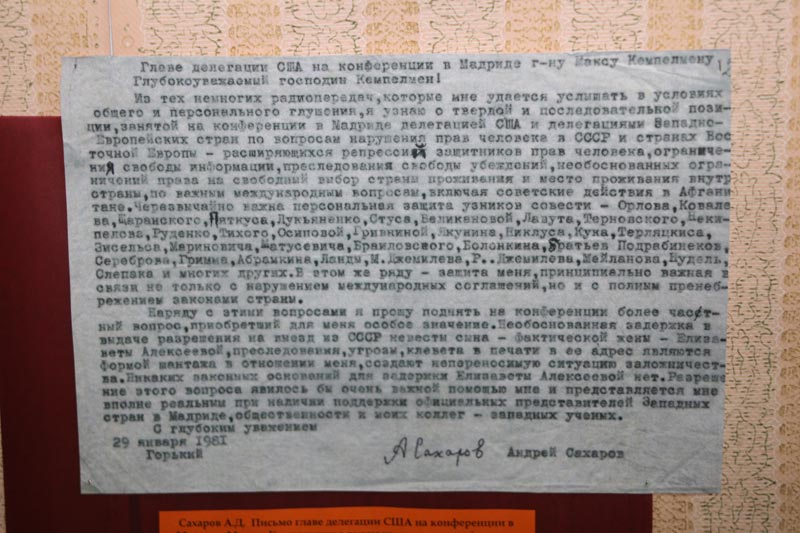 Главе делегации США на конференции в Мадриде г-ну Максу Кемпелмену
Глубокоуважаемый господин Кемпелмен!
Из тех немногих радиопередач,которые мне удается услышать в условиях
общего и персонального глушения,я узнаю о твердой и последовательной пози-
ции,занятой на конференции в Мадриде делегацией США и делегациями Западно-
Европейских стран по вопросам нарушения прав человека в СССР и странах Вос-
точной Европы - расширяющихся репрессий защитников прав человека,ограниче-
ния свободы информации,преследования свободы убеждений,необоснованных огра-
ничений права на свободный выбор страны проживания и место проживания внутр
страны,по важным международным вопросам,включая советские действия в Афгани
тане.Черезвычайно важна персональная защита узников совести - Орлова,Ковале
ва,Щаранского,Пяткуса,Лукьяненко,Стуса,Великановой,Лавута,Терновского,Неки-
пелова,Руденко,Тихого,Осиповой,Гривниной,Якунина,Никлуса,Кука,Терляцкиса,
Зисельса,Мариновича,Матусевича,Браиловского,Болонкина,братьев Подрабинеков,
Сереброва,Гримма,Абрамкина,Ланды,М.Джемилева,Р..Джемилева,Мейланова,Нудель,
Слепака и многих других.В этом же ряду - защита меня,принципиально важная в
связи не только с нарушением международных соглашений,но и с полным пренеб-
режением законами страны.
Наряду с этими вопросами я прошу поднять на конференции более част-
ный вопрос,приобретший для меня особое значение.Необоснованная задержка в
выдаче разрешения на выезд из СССР невесты сына - фактической жены - Елиза-
веты Алексеевой,преследования,угрозы,клевета в печати в ее адрес являются
формой шантажа в отношении меня,создают непереносимую ситуацию заложничест-
ва.Никаких законных оснований для задержки Елизаветы Алексеевой нет.Разреше
ние этого вопроса явилось бы очень важной помощью мне и представляется мне
вполне реальным при наличии поддержки официальных представителей Западных
стран в Мадриде,общественности и моих коллег - западных ученых.
С глубоким уважением
29 января 1981
Горький АСахаров Андрей Сахаров
Сахаров А.Д. Письмо главе делегации США на конференции в